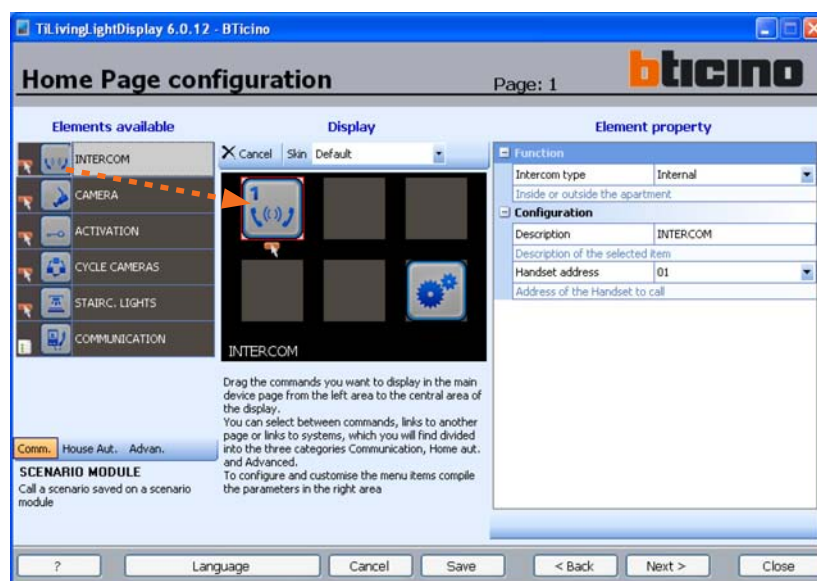 TiLivingLightDisplay 6.0.12 - BTicino
Home Page configuration
Page: 1
bticino
Elements available
INTERCOM
CAMERA
ACTIVATION
CYCLE CAMERAS
STAIRC. LIGHTS
COMMUNICATION
Comm. House Aut. Advan.
SCENARIO MODULE
Call a scenario saved on a scenario
module
Display
Cancel Skin Default
1
INTERCOM
Drag the commands you want to display in the main
device page from the left area to the central area of
the display.
You can select between commands, links to another
page or links to systems, which you will find divided
into the three categories Communication, Home aut.
and Advanced.
To configure and customise the menu items compile
the parameters in the right area
Element property
Function
Intercom type Internal
Inside or outside the apartment
Configuration
Description INTERCOM
Description of the selected item
Handset address 01
Address of the Handset to call
? Language Cancel Save < Back Next > Close